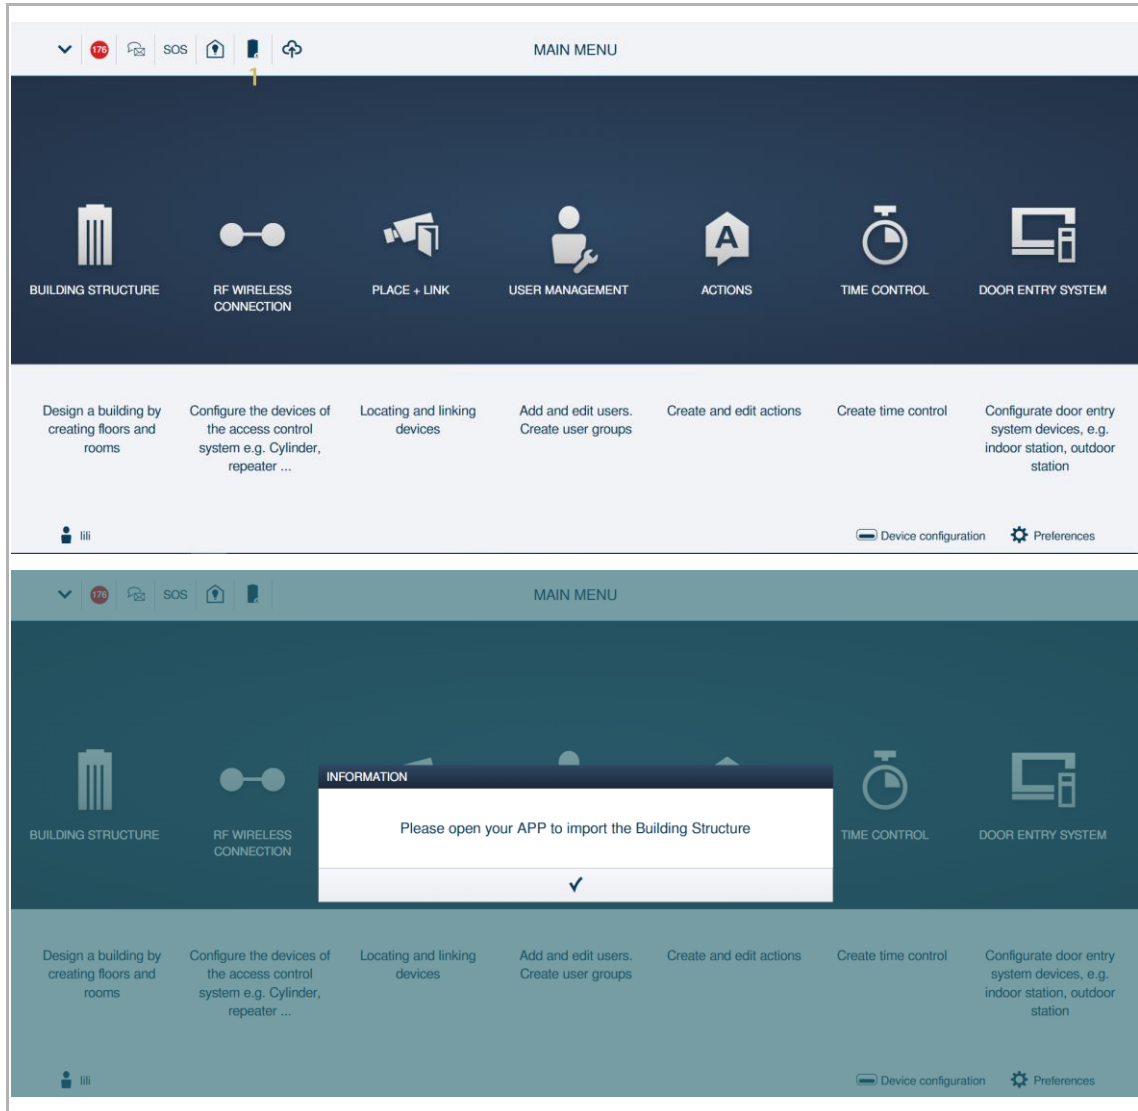 176 SOS MAIN MENU
1
BUILDING STRUCTURE RF WIRELESS PLACE + LINK USER MANAGEMENT ACTIONS TIME CONTROL DOOR ENTRY SYSTEM
CONNECTION
A
Design a building by Configure the devices of Locating and linking Add and edit users. Create and edit actions Create time control Configurate door entry
creating floors and the access control devices Create user groups system devices, e.g.
rooms system e.g. Cylinder, indoor station, outdoor
repeater ... station
lili Device configuration Preferences
176 SOS MAIN MENU
INFORMATION
Please open your APP to import the Building Structure
BUILDING STRUCTURE RF WIRELESS TIME CONTROL DOOR ENTRY SYSTEM
CONNECTION
Design a building by Configure the devices of Locating and linking Add and edit users. Create and edit actions Create time control Configurate door entry
creating floors and the access control devices Create user groups system devices, e.g.
rooms system e.g. Cylinder, indoor station, outdoor
repeater ... station
lili Device configuration Preferences